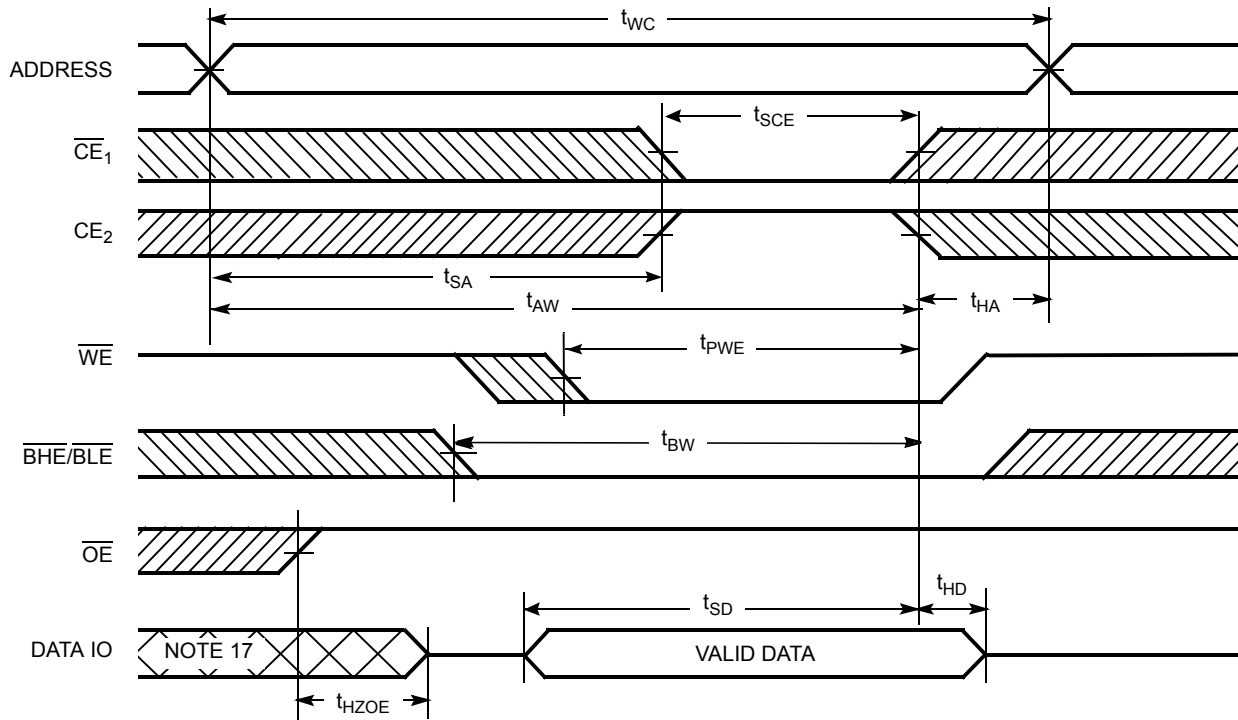 tWC
ADDRESS
tSCE
CE1
CE2
tSA
tAW
tHA
WE
tPWE
BHE/BLE
tBW
OE
tHD
tSD
DATA IO
NOTE 17
VALID DATA
tHZOE